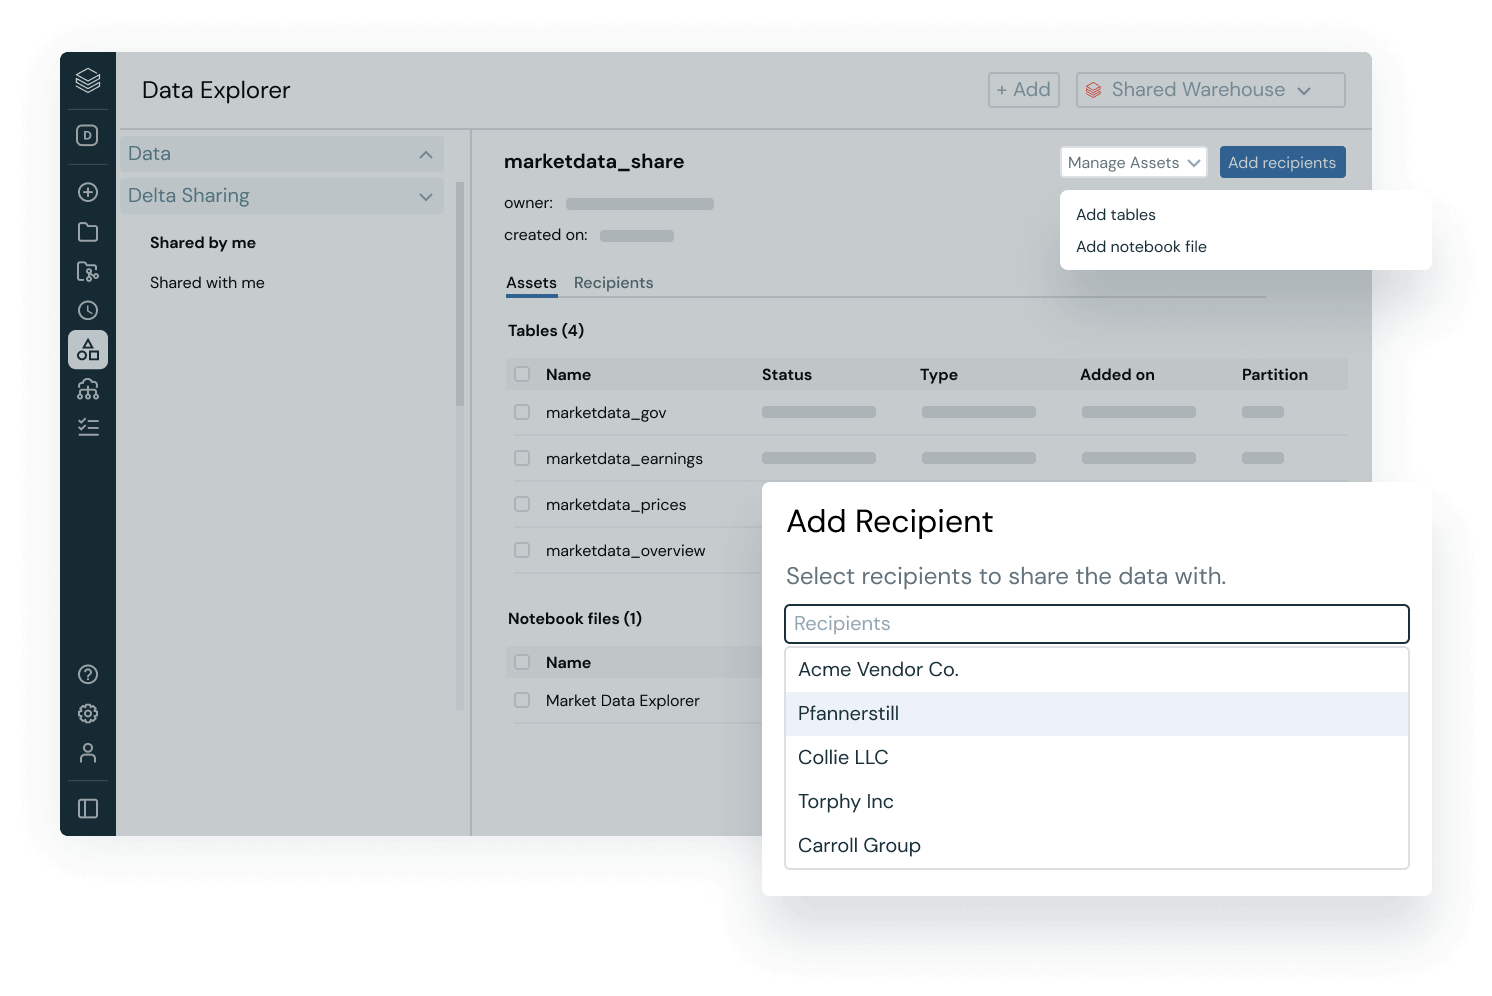 Data Explorer
+ Add
Shared Warehouse
D
Data
Delta Sharing
Shared by me
Shared with me
marketdata_share
Manage Assets
Add recipients
Add tables
Add notebook file
owner:
created on:
Assets Recipients
Tables (4)
Name Status Type Added on Partition
marketdata_gov
marketdata_earnings
marketdata_prices
marketdata_overview
Notebook files (1)
Name
Market Data Explorer
Add Recipient
Select recipients to share the data with.
Recipients
Acme Vendor Co.
Pfannerstill
Collie LLC
Torphy Inc
Carroll Group